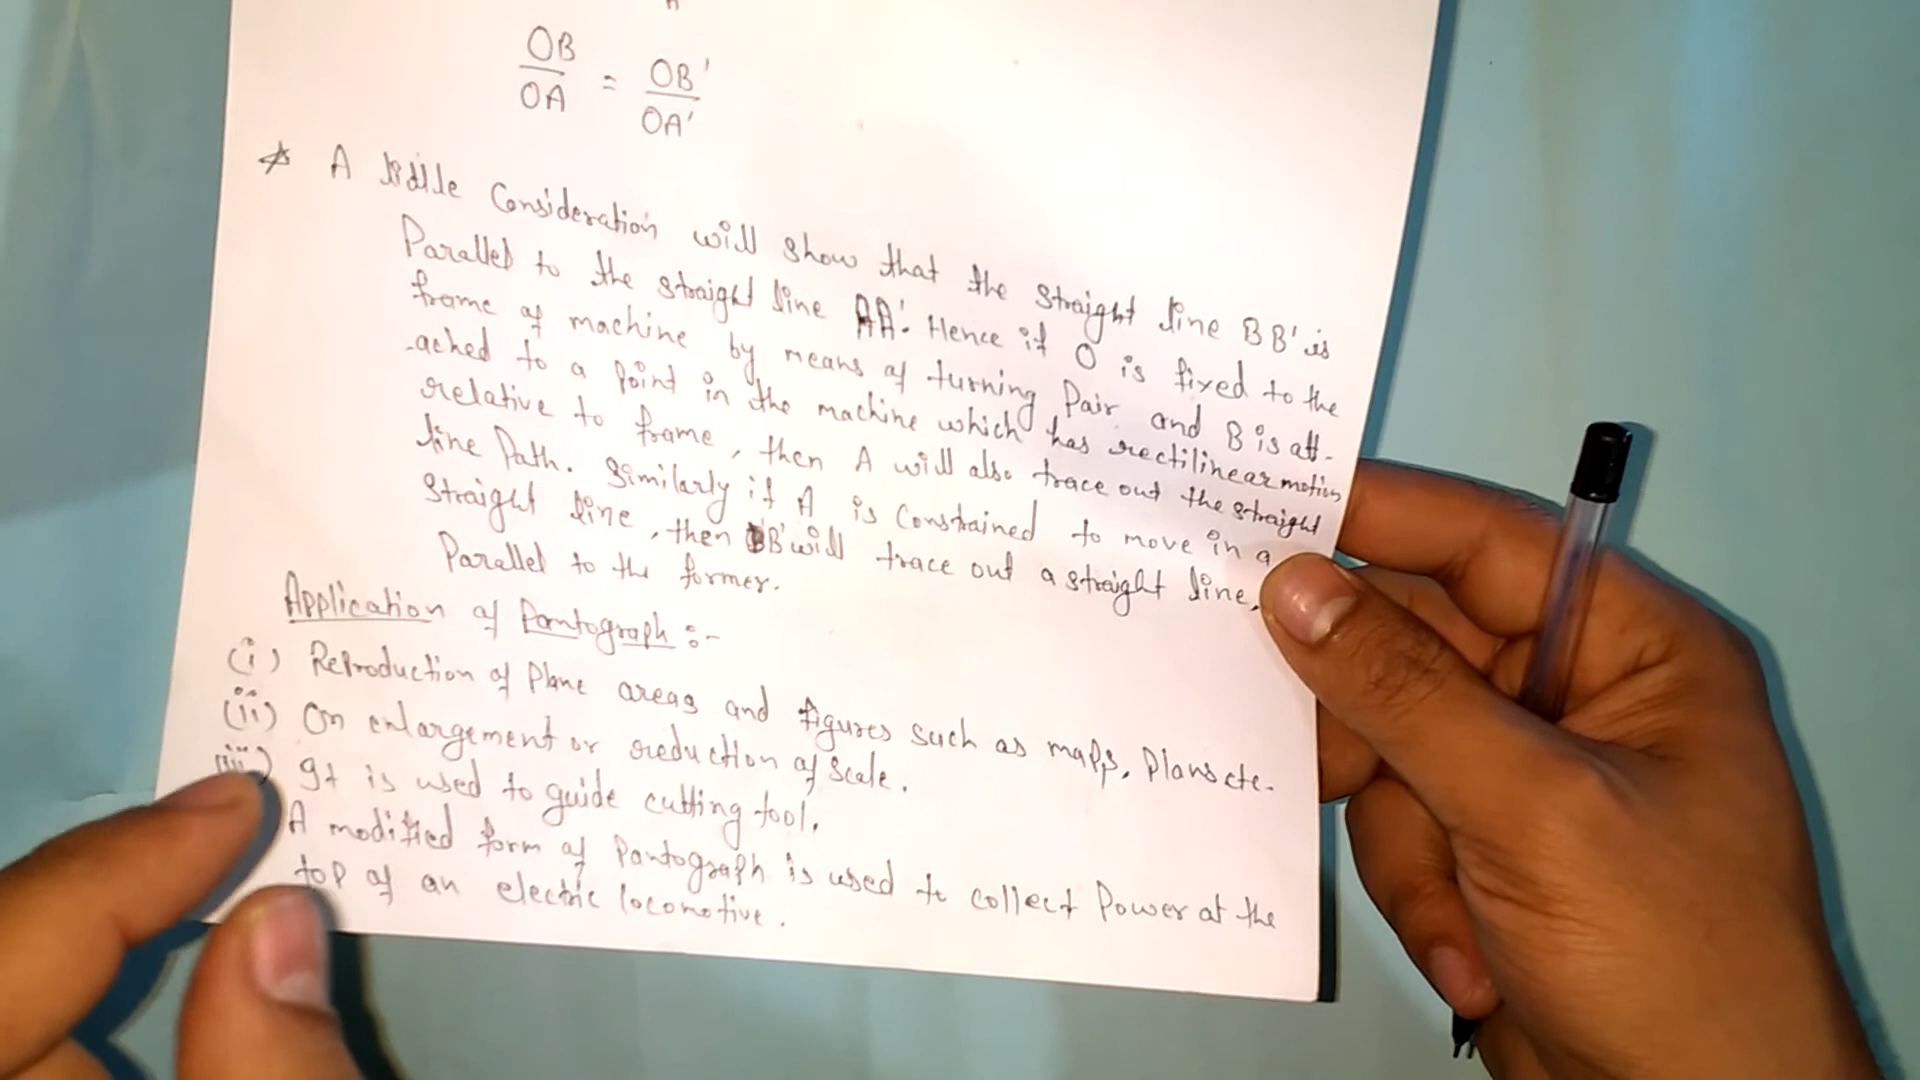 OB/OA = OB'/OA'
* A little Consideration will show that the straight line BB' is
Parallel to the straight line AA'. Hence if O is fixed to the
frame of machine by means of turning Pair and B is att-
-ached to a point in the machine which has rectilinear motion
relative to frame, then A will also trace out the straight
line Path. Similarly if A is constrained to move in a
straight line, then B' will trace out a straight line,
Parallel to the former.
Application of Pantograph :-
(i) Reproduction of Plane areas and figures such as maps, Plans etc.
(ii) On enlargement or reduction of scale.
(iii) It is used to guide cutting tool.
A modified form of Pantograph is used to collect Power at the
top of an electric locomotive.